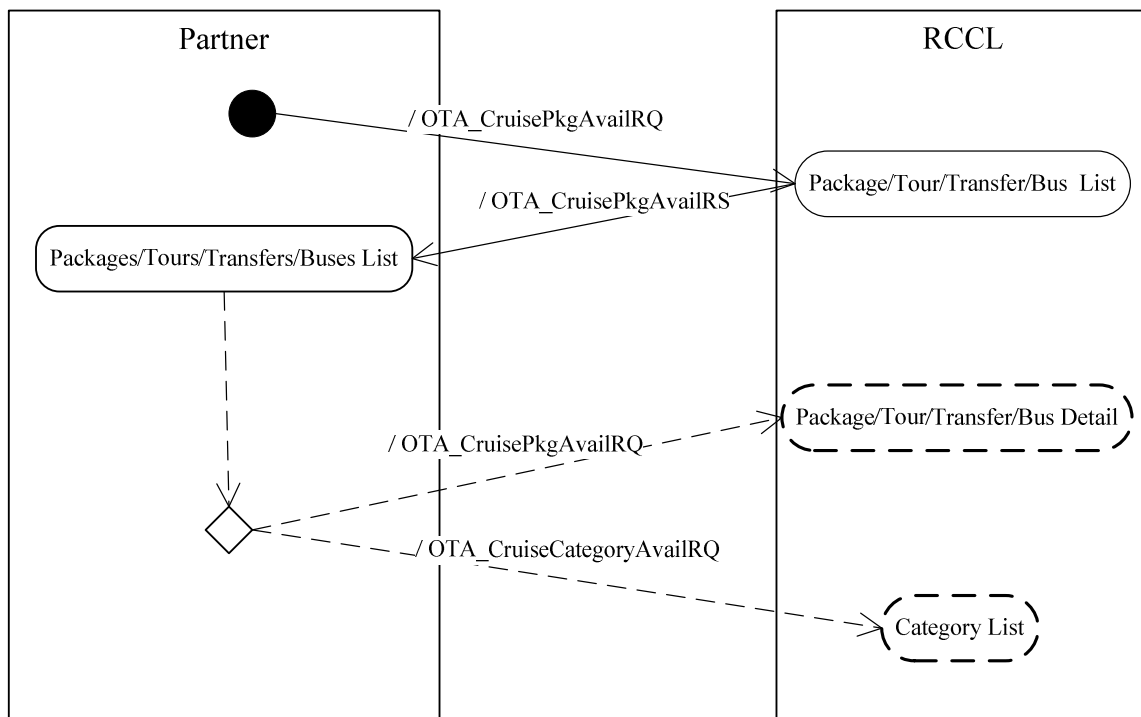 Partner
RCCL
/ OTA_CruisePkgAvailRQ
Package/Tour/Transfer/Bus  List
/ OTA_CruisePkgAvailRS
Packages/Tours/Transfers/Buses List
Package/Tour/Transfer/Bus Detail
/ OTA_CruisePkgAvailRQ
/ OTA_CruiseCategoryAvailRQ
Category List